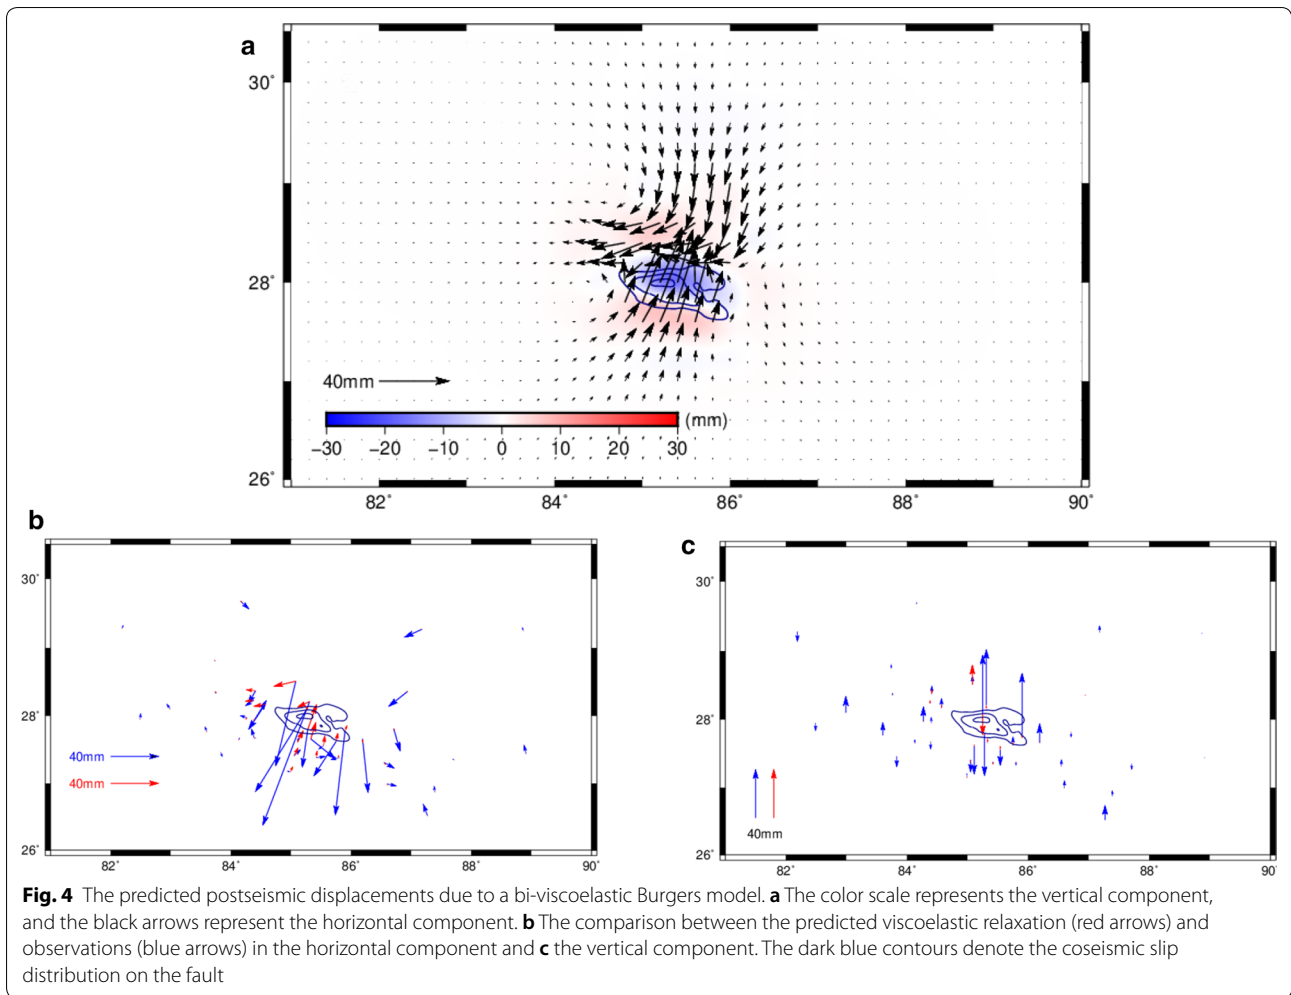 a
30°
28°
26°
40mm
(mm)
−30 −20 −10 0 10 20 30
82° 84° 86° 88° 90°
b
30°
28°
26°
40mm
40mm
82° 84° 86° 88° 90°
c
30°
28°
26°
40mm
82° 84° 86° 88° 90°
Fig. 4 The predicted postseismic displacements due to a bi-viscoelastic Burgers model. a The color scale represents the vertical component,
and the black arrows represent the horizontal component. b The comparison between the predicted viscoelastic relaxation (red arrows) and
observations (blue arrows) in the horizontal component and c the vertical component. The dark blue contours denote the coseismic slip
distribution on the fault